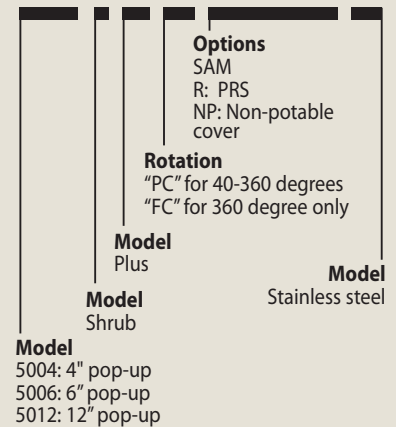 Options
SAM
R: PRS
NP: Non-potable
cover
Rotation
“PC” for 40-360 degrees
“FC” for 360 degree only
Model
Plus
Model
Stainless steel
Model
Shrub
Model
5004: 4" pop-up
5006: 6” pop-up
5012: 12” pop-up